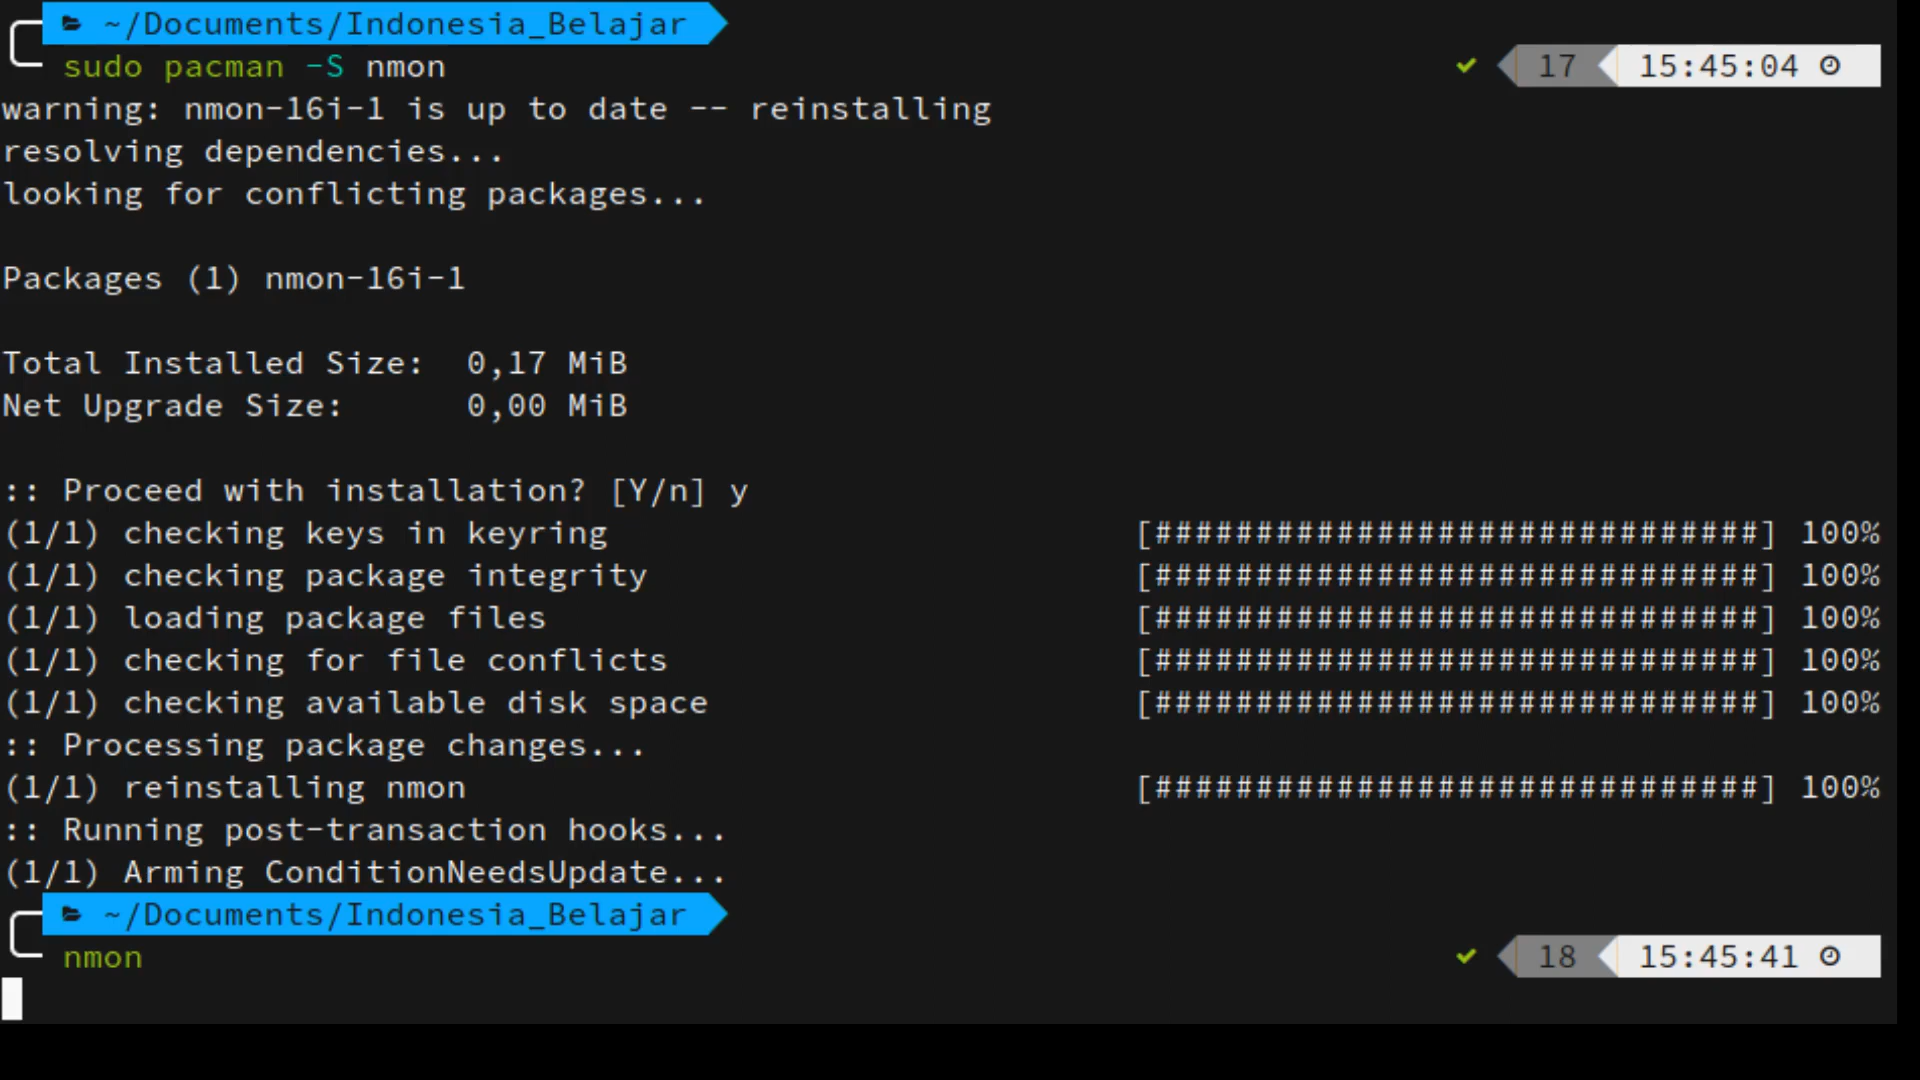 ~/Documents/Indonesia_Belajar
sudo pacman -S nmon 17 15:45:04
warning: nmon-16i-1 is up to date -- reinstalling
resolving dependencies...
looking for conflicting packages...
Packages (1) nmon-16i-1
Total Installed Size: 0,17 MiB
Net Upgrade Size: 0,00 MiB
:: Proceed with installation? [Y/n] y
(1/1) checking keys in keyring [##############################] 100%
(1/1) checking package integrity [##############################] 100%
(1/1) loading package files [##############################] 100%
(1/1) checking for file conflicts [##############################] 100%
(1/1) checking available disk space [##############################] 100%
:: Processing package changes...
(1/1) reinstalling nmon [##############################] 100%
:: Running post-transaction hooks...
(1/1) Arming ConditionNeedsUpdate...
~/Documents/Indonesia_Belajar
nmon 18 15:45:41